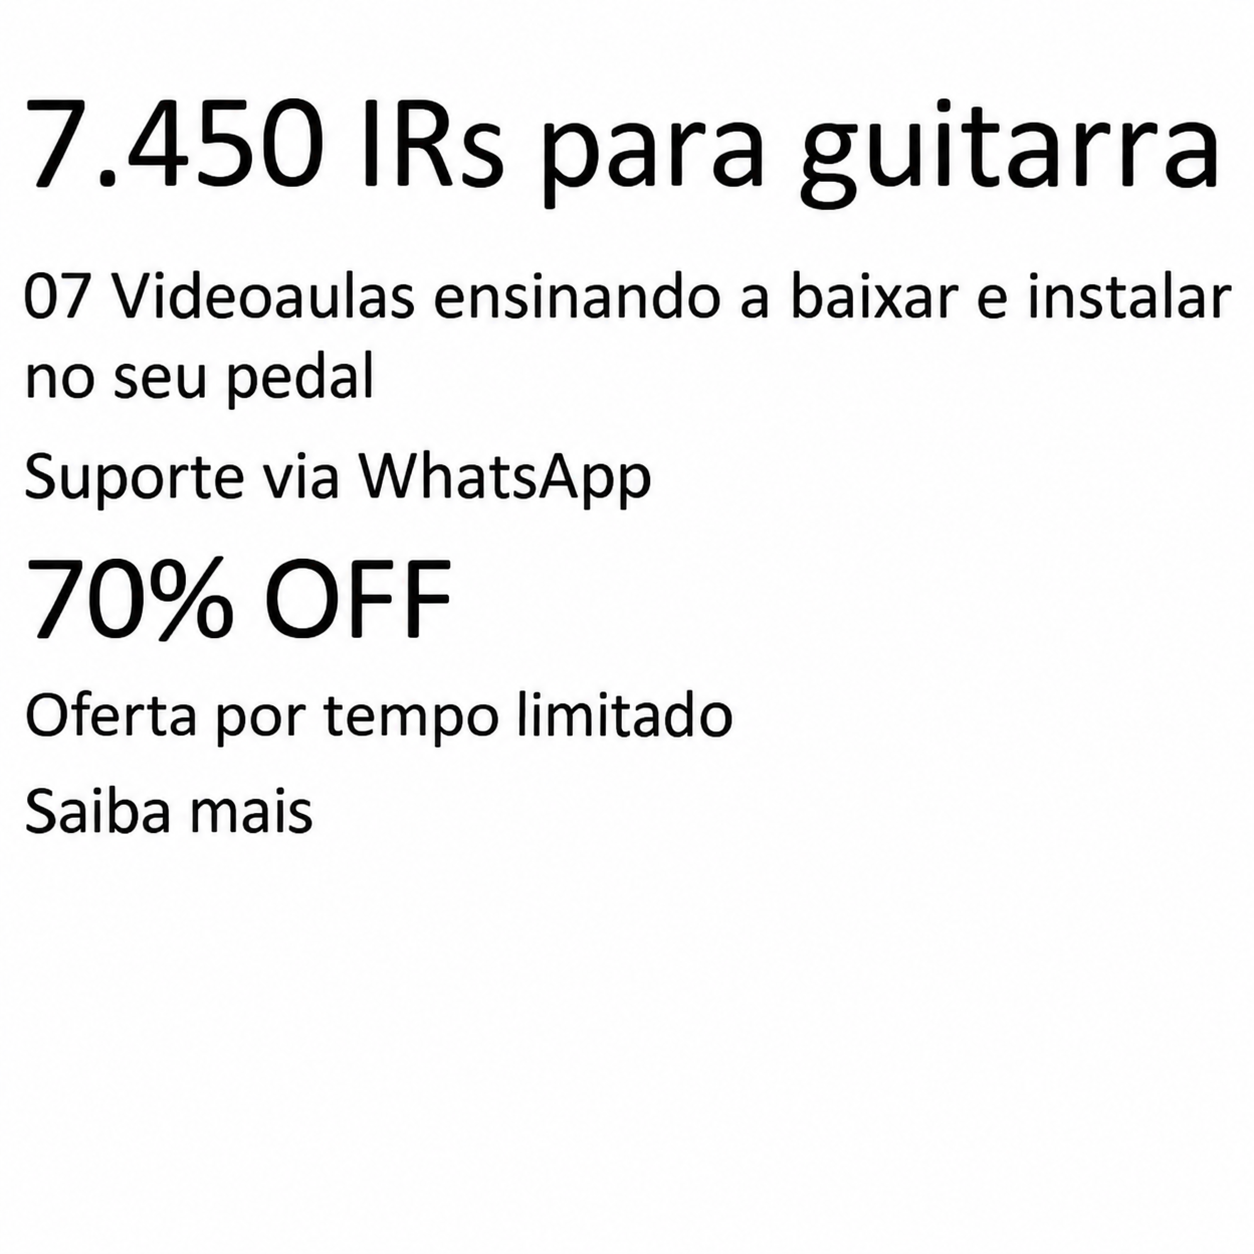 7.450 IRs para guitarra
07 Videoaulas ensinando a baixar e instalar
no seu pedal
Suporte via WhatsApp
70% OFF
Oferta por tempo limitado
Saiba mais